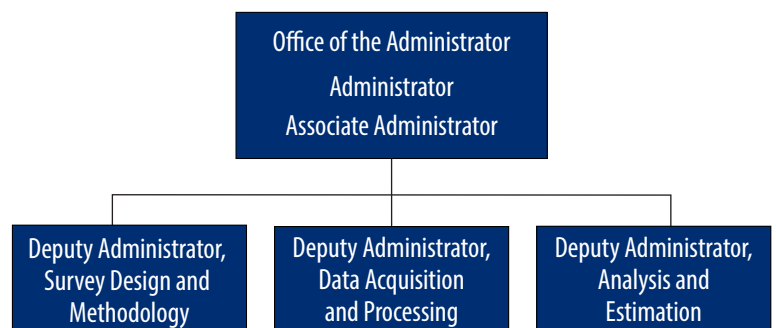 Office of the Administrator
Administrator
Associate Administrator
Deputy Administrator,
Survey Design and
Methodology
Deputy Administrator,
Data Acquisition
and Processing
Deputy Administrator,
Analysis and
Estimation